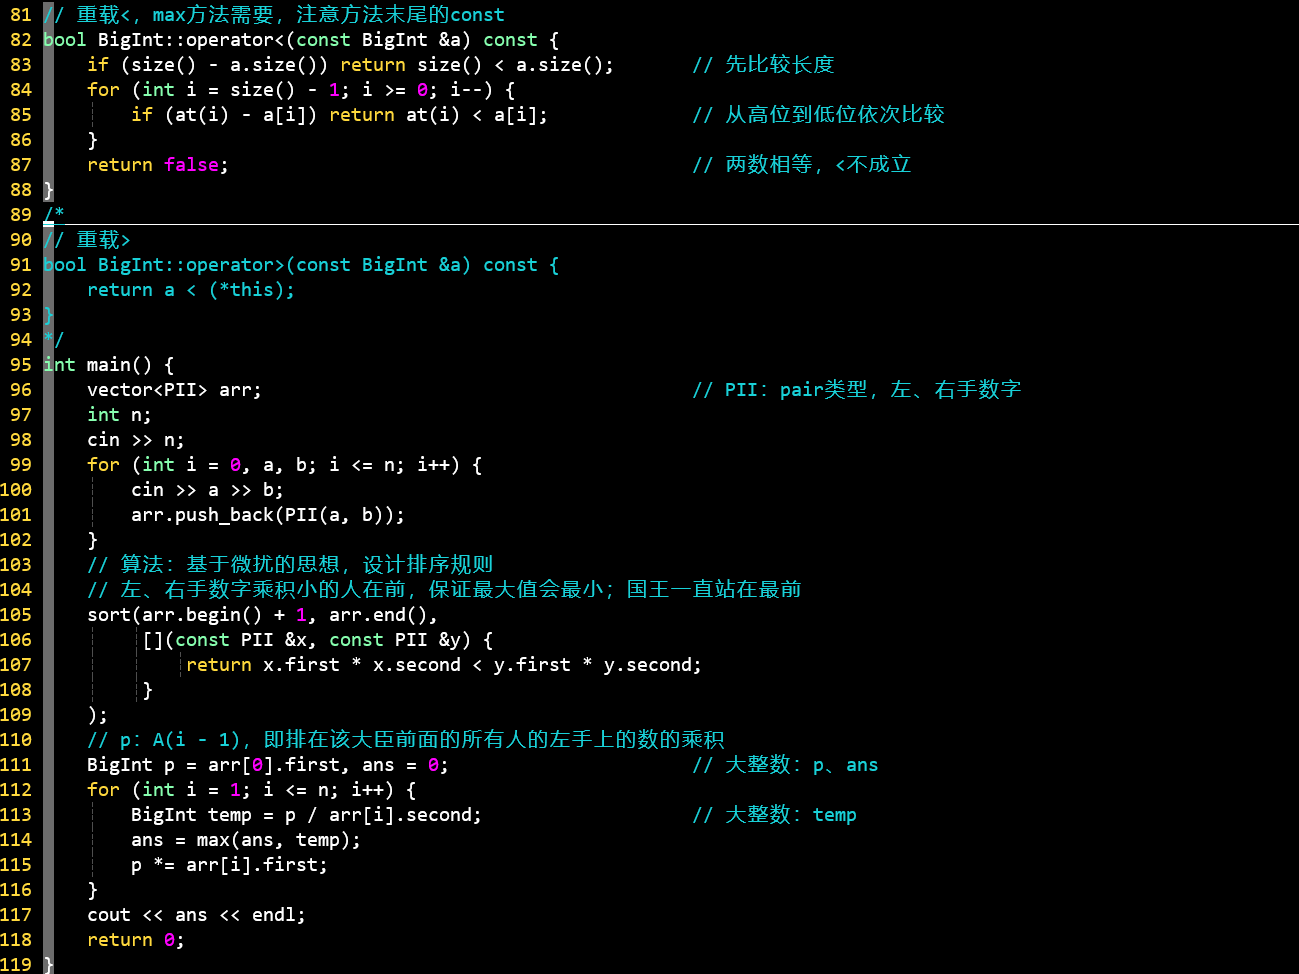 81 // 重载<，max方法需要，注意方法末尾的const
82 bool BigInt::operator<(const BigInt &a) const {
83     if (size() - a.size()) return size() < a.size();       // 先比较长度
84     for (int i = size() - 1; i >= 0; i--) {
85         if (at(i) - a[i]) return at(i) < a[i];             // 从高位到低位依次比较
86     }
87     return false;                                          // 两数相等，<不成立
88 }
89 /*
90 // 重载>
91 bool BigInt::operator>(const BigInt &a) const {
92     return a < (*this);
93 }
94 */
95 int main() {
96     vector<PII> arr;                                       // PII：pair类型，左、右手数字
97     int n;
98     cin >> n;
99     for (int i = 0, a, b; i <= n; i++) {
100         cin >> a >> b;
101         arr.push_back(PII(a, b));
102     }
103     // 算法：基于微扰的思想，设计排序规则
104     // 左、右手数字乘积小的人在前，保证最大值会最小；国王一直站在最前
105     sort(arr.begin() + 1, arr.end(),
106          [](const PII &x, const PII &y) {
107              return x.first * x.second < y.first * y.second;
108          }
109     );
110     // p：A(i - 1)，即排在该大臣前面的所有人的左手上的数的乘积
111     BigInt p = arr[0].first, ans = 0;                      // 大整数：p、ans
112     for (int i = 1; i <= n; i++) {
113         BigInt temp = p / arr[i].second;                   // 大整数：temp
114         ans = max(ans, temp);
115         p *= arr[i].first;
116     }
117     cout << ans << endl;
118     return 0;
119 }